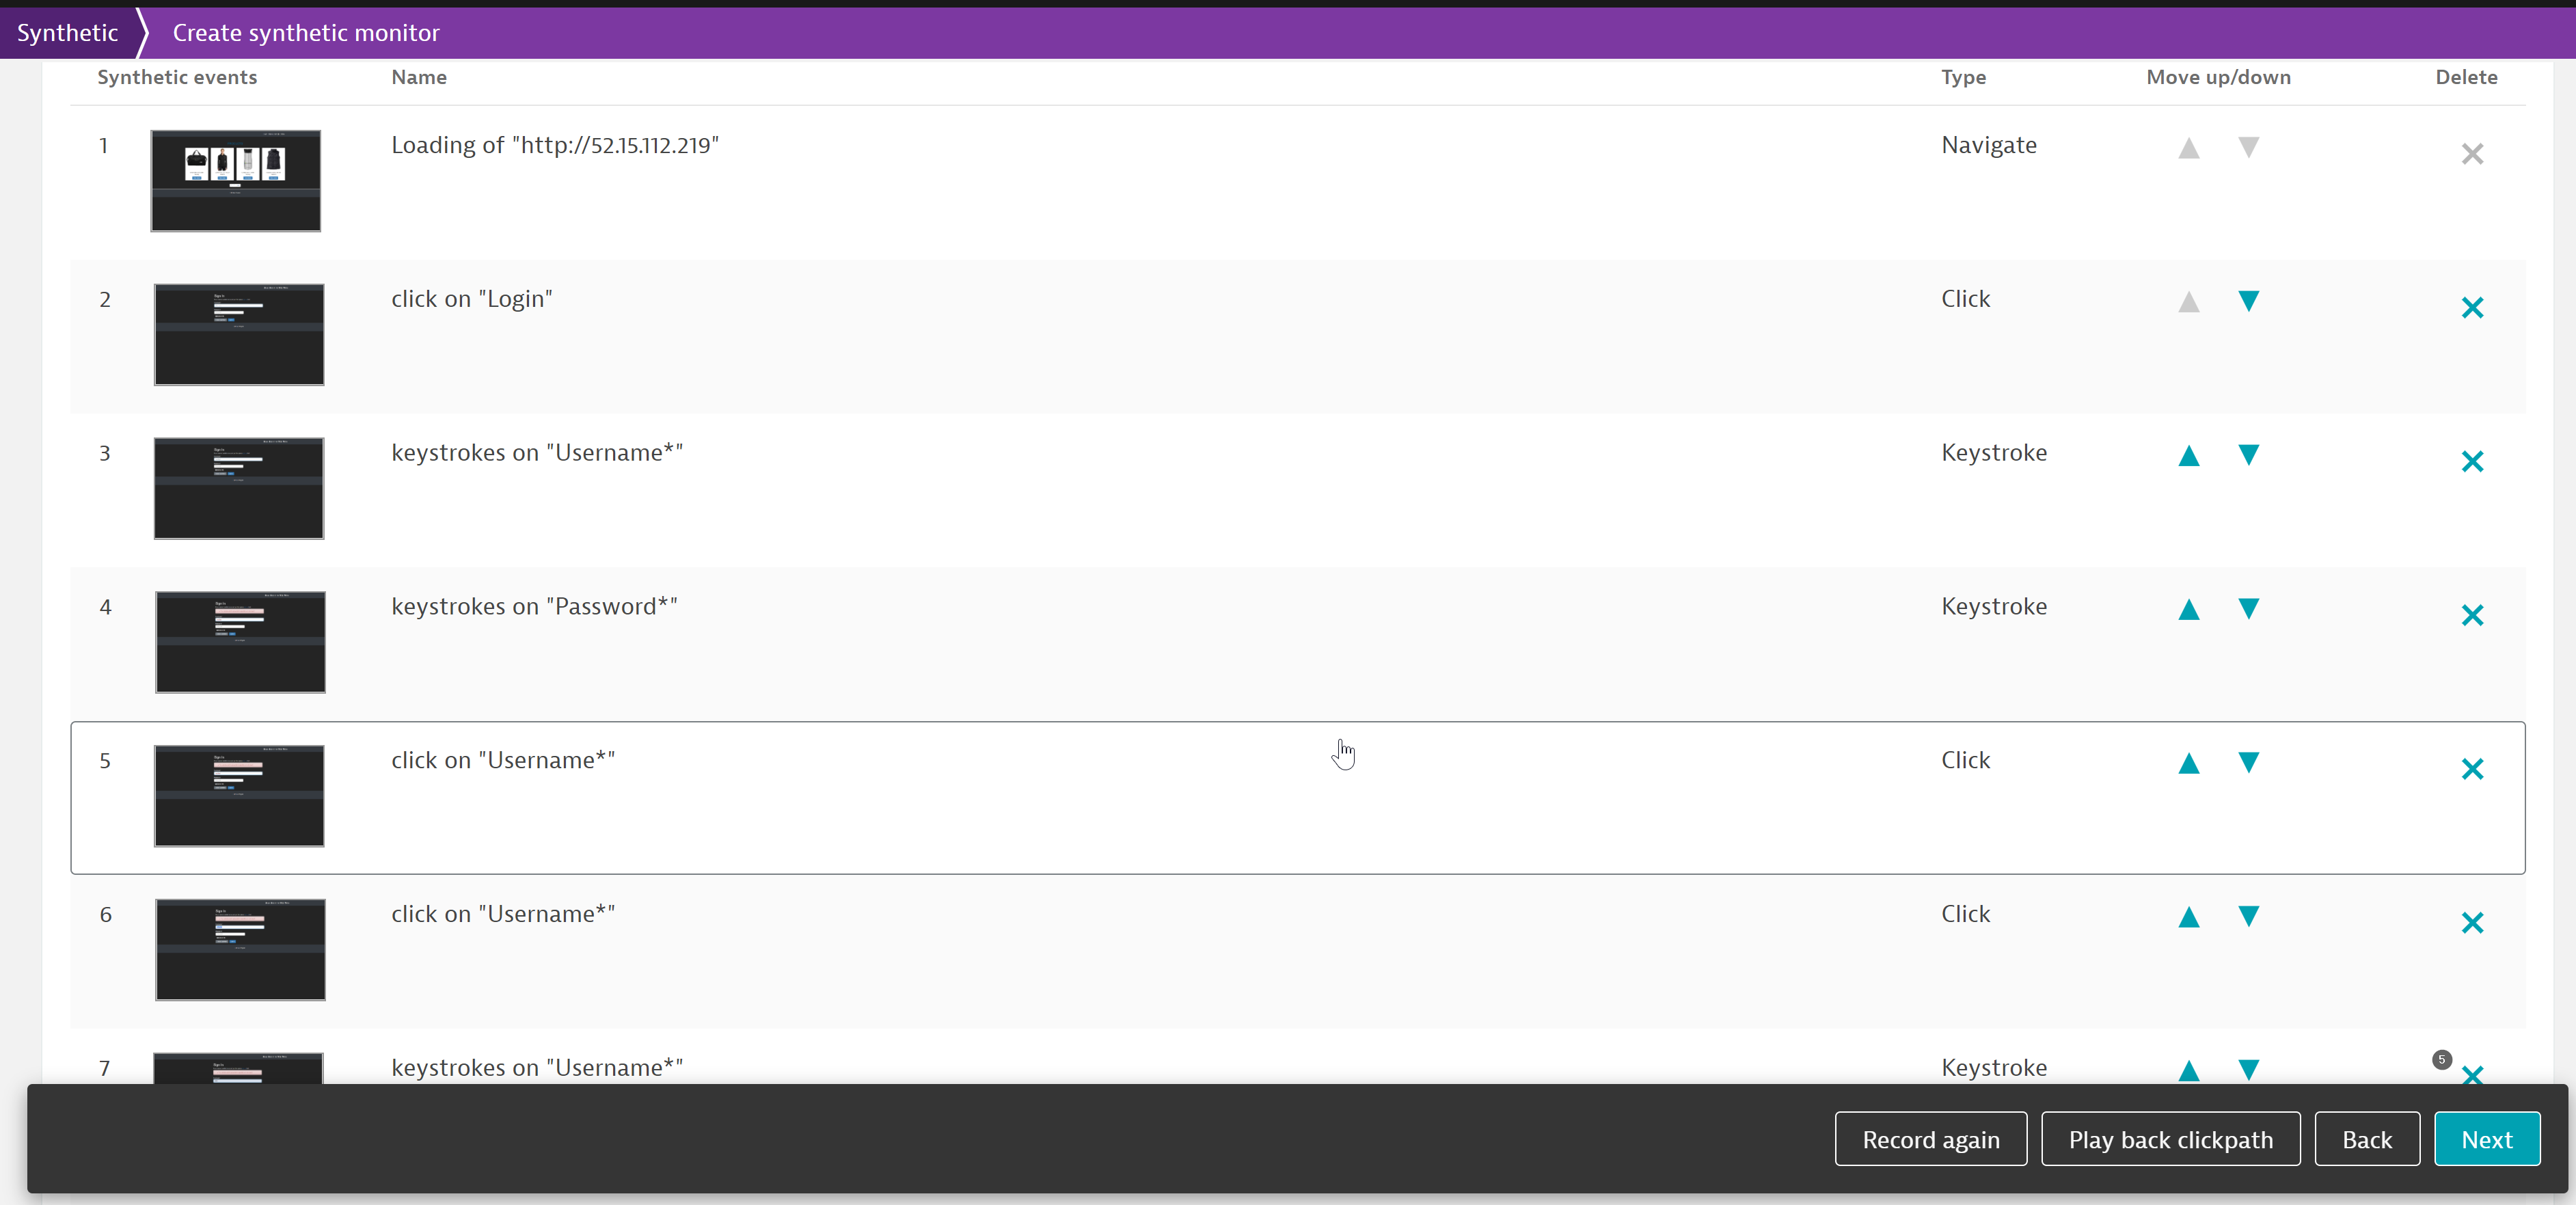 Synthetic Create synthetic monitor
Synthetic events Name Type Move up/down Delete
1 Loading of "http://52.15.112.219" Navigate
2 click on "Login" Click
3 keystrokes on "Username*" Keystroke
4 keystrokes on "Password*" Keystroke
5 click on "Username*" Click
6 click on "Username*" Click
7 keystrokes on "Username*" Keystroke 5
Record again Play back clickpath Back Next